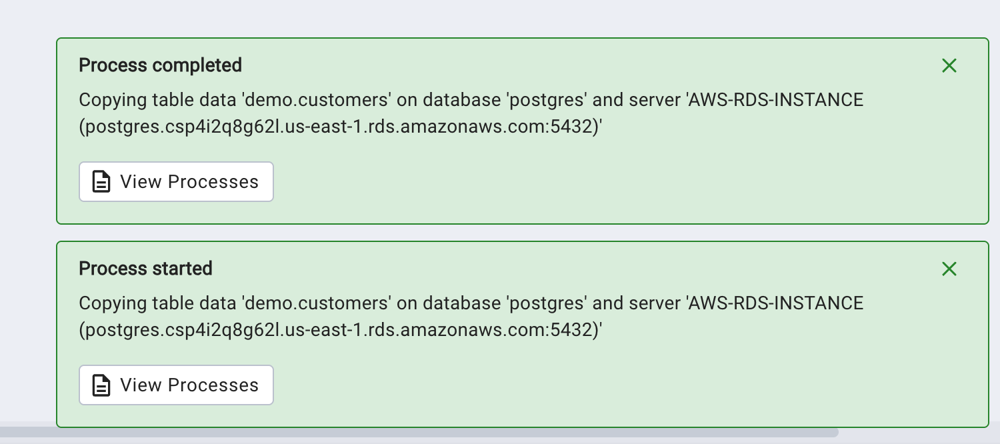 Process completed
Copying table data 'demo.customers' on database 'postgres' and server 'AWS-RDS-INSTANCE
(postgres.csp4i2q8g62l.us-east-1.rds.amazonaws.com:5432)'
View Processes
Process started
Copying table data 'demo.customers' on database 'postgres' and server 'AWS-RDS-INSTANCE
(postgres.csp4i2q8g62l.us-east-1.rds.amazonaws.com:5432)'
View Processes